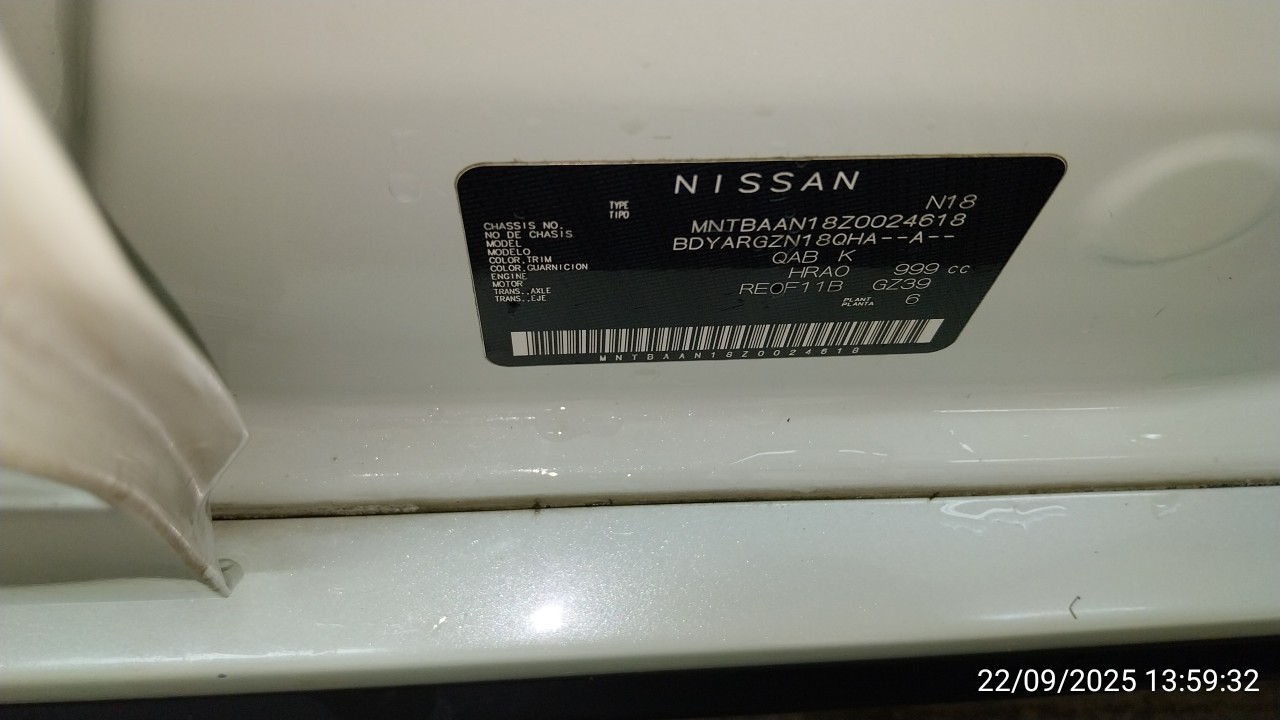 NISSAN
TYPE N18
TIPO
CHASSIS NO. MNTBAAN18Z0024618
NO DE CHASIS
MODEL BDYARGZN18QHA--A--
MODELO
COLOR,TRIM QAB K
COLOR,GUARNICION
ENGINE HRA0 999 cc
MOTOR
TRANS.,AXLE RE0F11B GZ39
TRANS.,EJE
PLANT 6
PLANTA
MNTBAAN18Z0024618
22/09/2025 13:59:32